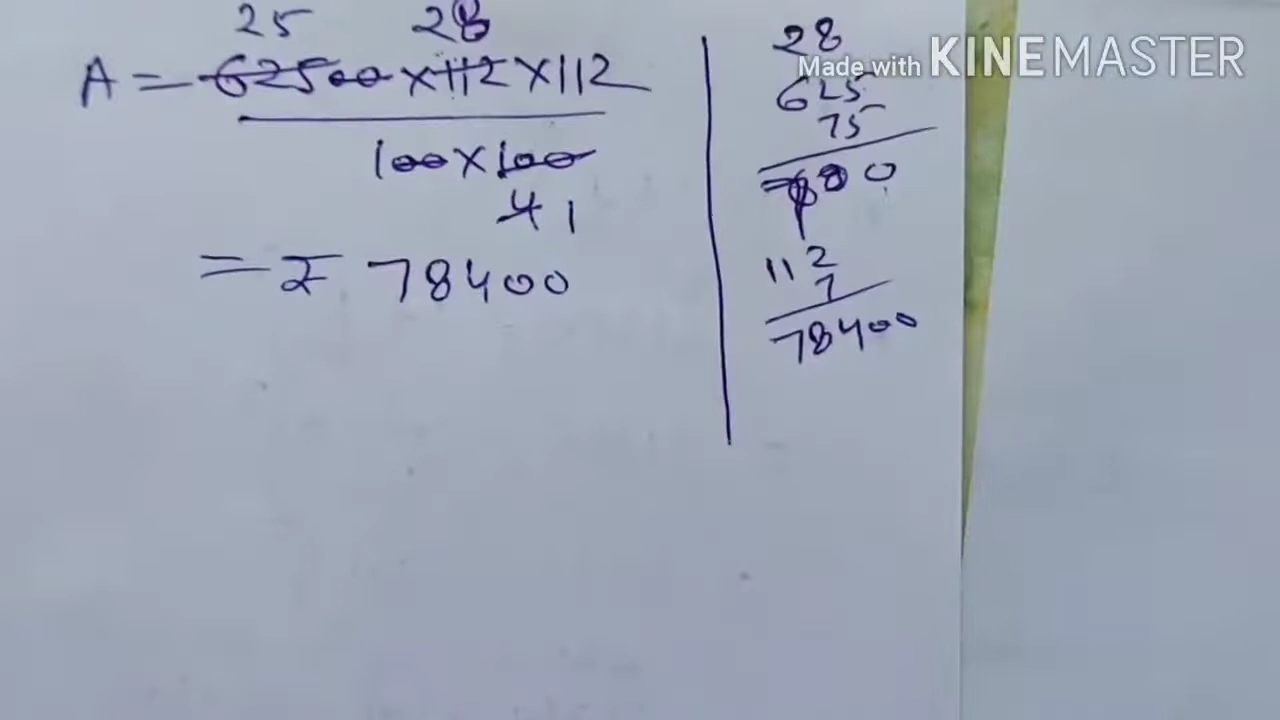 25 28
A = 62500 × 112 × 112
100 × 100
4 1
= ₹ 78400
28
Made with KINEMASTER
625
75
0
112
7
78400